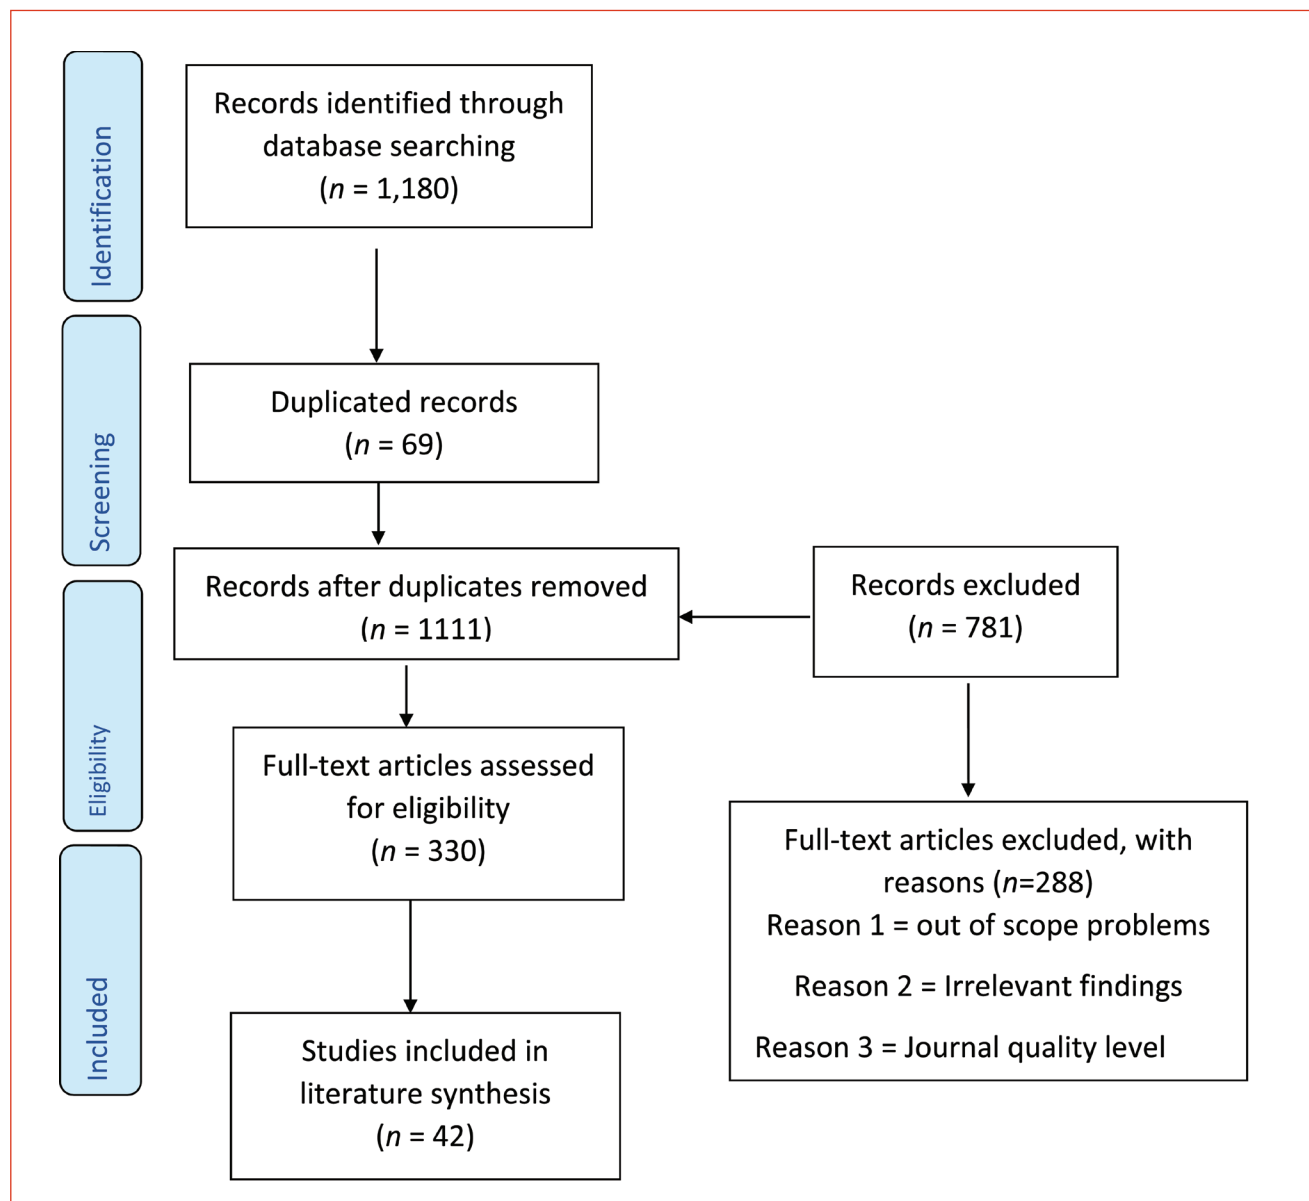 Identification
Records identified through
database searching
(n = 1,180)
Screening
Duplicated records
(n = 69)
Records after duplicates removed
(n = 1111)
Records excluded
(n = 781)
Eligibility
Full-text articles assessed
for eligibility
(n = 330)
Full-text articles excluded, with
reasons (n=288)
Reason 1 = out of scope problems
Reason 2 = Irrelevant findings
Reason 3 = Journal quality level
Included
Studies included in
literature synthesis
(n = 42)